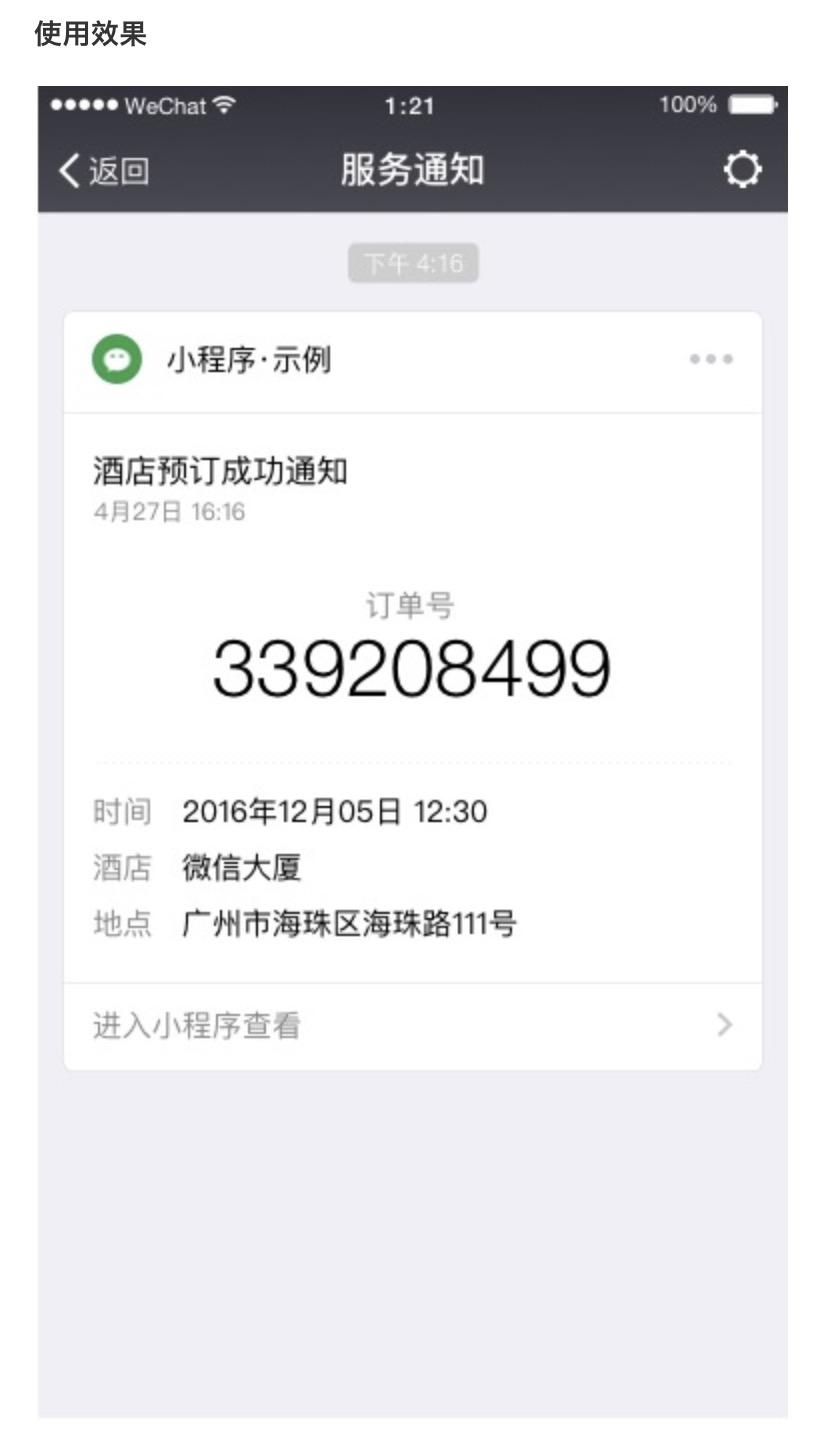 使用效果
WeChat 1:21 100%
返回 服务通知
下午 4:16
小程序·示例
酒店预订成功通知
4月27日 16:16
订单号
339208499
时间 2016年12月05日 12:30
酒店 微信大厦
地点 广州市海珠区海珠路111号
进入小程序查看